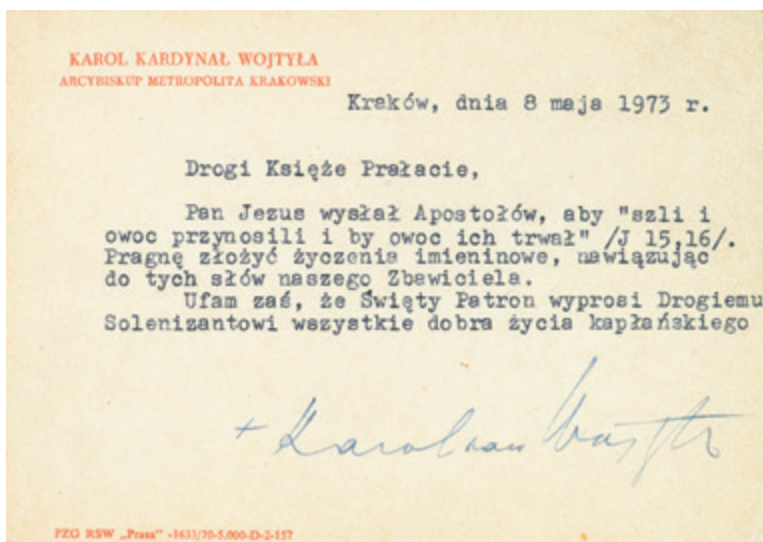 KAROL KARDYNAŁ WOJTYŁA
ARCYBISKUP METROPOLITA KRAKOWSKI
Kraków, dnia 8 maja 1973 r.
Drogi Księże Prałacie,
Pan Jezus wysłał Apostołów, aby "szli i
owoc przynosili i by owoc ich trwał" /J 15,16/.
Pragnę złożyć życzenia imieninowe, nawiązując
do tych słów naszego Zbawiciela.
Ufam zaś, że Święty Patron wyprosi Drogiemu
Solenizantowi wszystkie dobra życia kapłańskiego
+ Karol
PZG RSW „Prasa" -1633/70-5.000-D-2-157